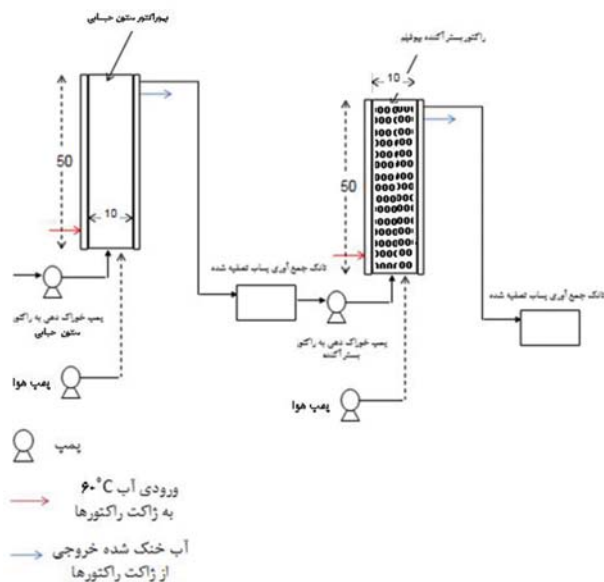 بیوراکتور ستون حبابی
راکتور بستر آکنده بیوفیلم
10
50
10
50
تانک جمع آوری پساب تصفیه شده
تانک جمع آوری پساب تصفیه شده
پمپ خوراک دهی به راکتور
ستون حبابی
پمپ خوراک دهی به راکتور
بستر آکنده
پمپ هوا
پمپ هوا
پمپ
ورودی آب ۶۰°C
به ژاکت راکتورها
آب خنک شده خروجی
از ژاکت راکتورها